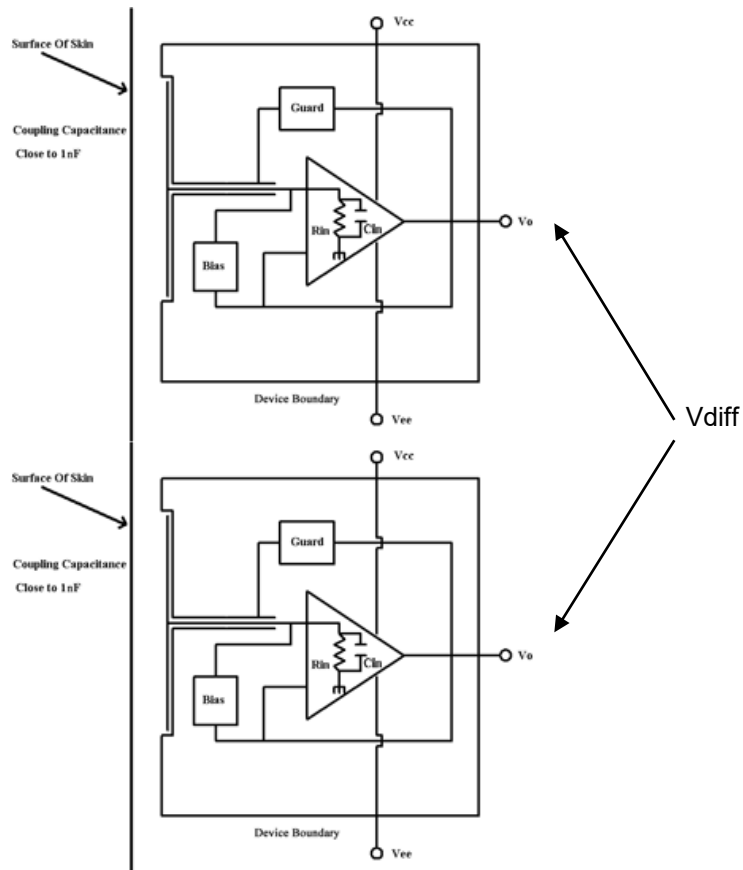 Vcc
Surface Of Skin
Guard
Coupling Capacitance
Close to 1nF
Rin
Cin
Vo
Bias
Device Boundary
Vee
Vdiff
Vcc
Surface Of Skin
Guard
Coupling Capacitance
Close to 1nF
Rin
Cin
Vo
Bias
Device Boundary
Vee